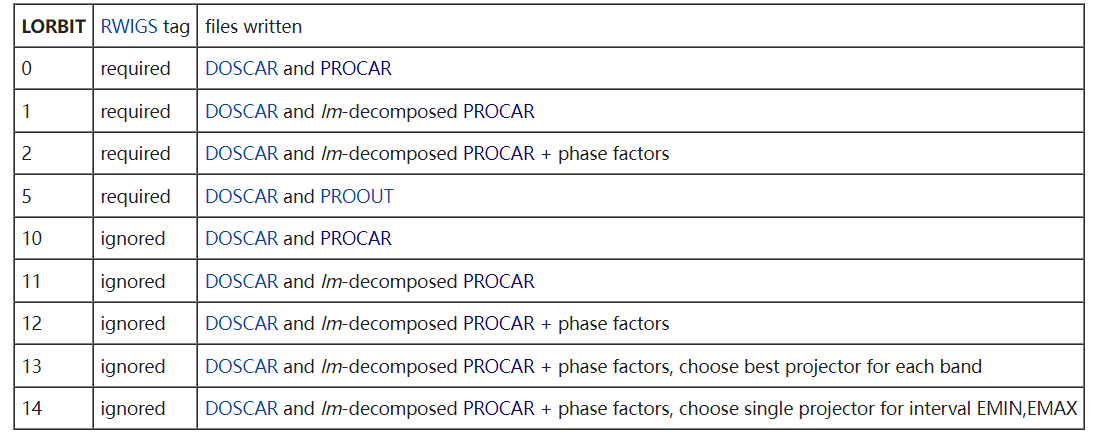 LORBIT RWIGS tag files written
0 required DOSCAR and PROCAR
1 required DOSCAR and lm-decomposed PROCAR
2 required DOSCAR and lm-decomposed PROCAR + phase factors
5 required DOSCAR and PROOUT
10 ignored DOSCAR and PROCAR
11 ignored DOSCAR and lm-decomposed PROCAR
12 ignored DOSCAR and lm-decomposed PROCAR + phase factors
13 ignored DOSCAR and lm-decomposed PROCAR + phase factors, choose best projector for each band
14 ignored DOSCAR and lm-decomposed PROCAR + phase factors, choose single projector for interval EMIN,EMAX